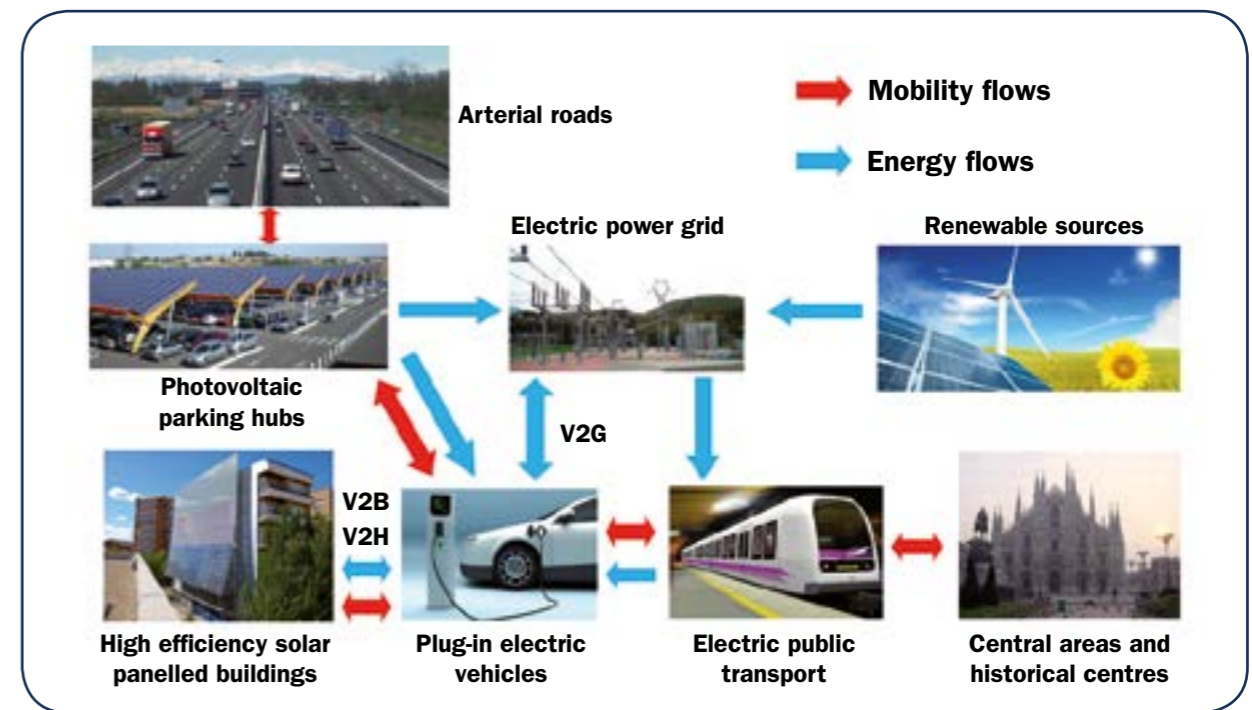 Arterial roads
Mobility flows
Energy flows
Electric power grid
Renewable sources
Photovoltaic
parking hubs
V2G
V2B
V2H
High efficiency solar
panelled buildings
Plug-in electric
vehicles
Electric public
transport
Central areas and
historical centres